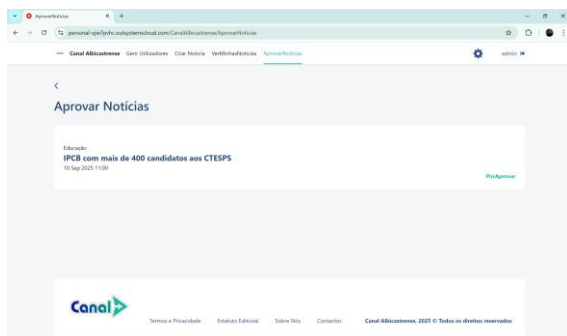 AprovarNoticias
personal-oje7pvhc.outsystemscloud.com/CanalAlbicastrense/AprovarNoticias
Canal Albicastrense Gerir Utilizadores Criar Notícia VerMinhasNoticias AprovarNoticias admin
Aprovar Notícias
Educação
IPCB com mais de 400 candidatos aos CTESPS
10 Sep 2025 11:00
PorAprovar
Canal
Termos e Privacidade Estatuto Editorial Sobre Nós Contactos Canal Albicastrense, 2025 © Todos os direitos reservados